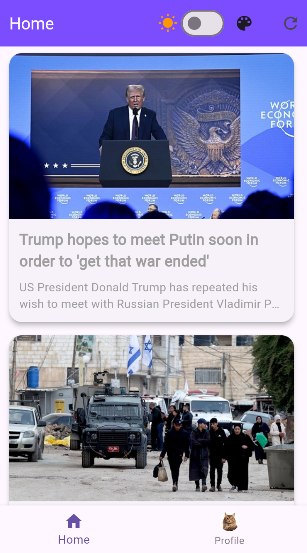 Home
WORLD
ECONOMIC
FORUM
Trump hopes to meet Putin soon in
order to 'get that war ended'
US President Donald Trump has repeated his
wish to meet with Russian President Vladimir P...
Home
Profile